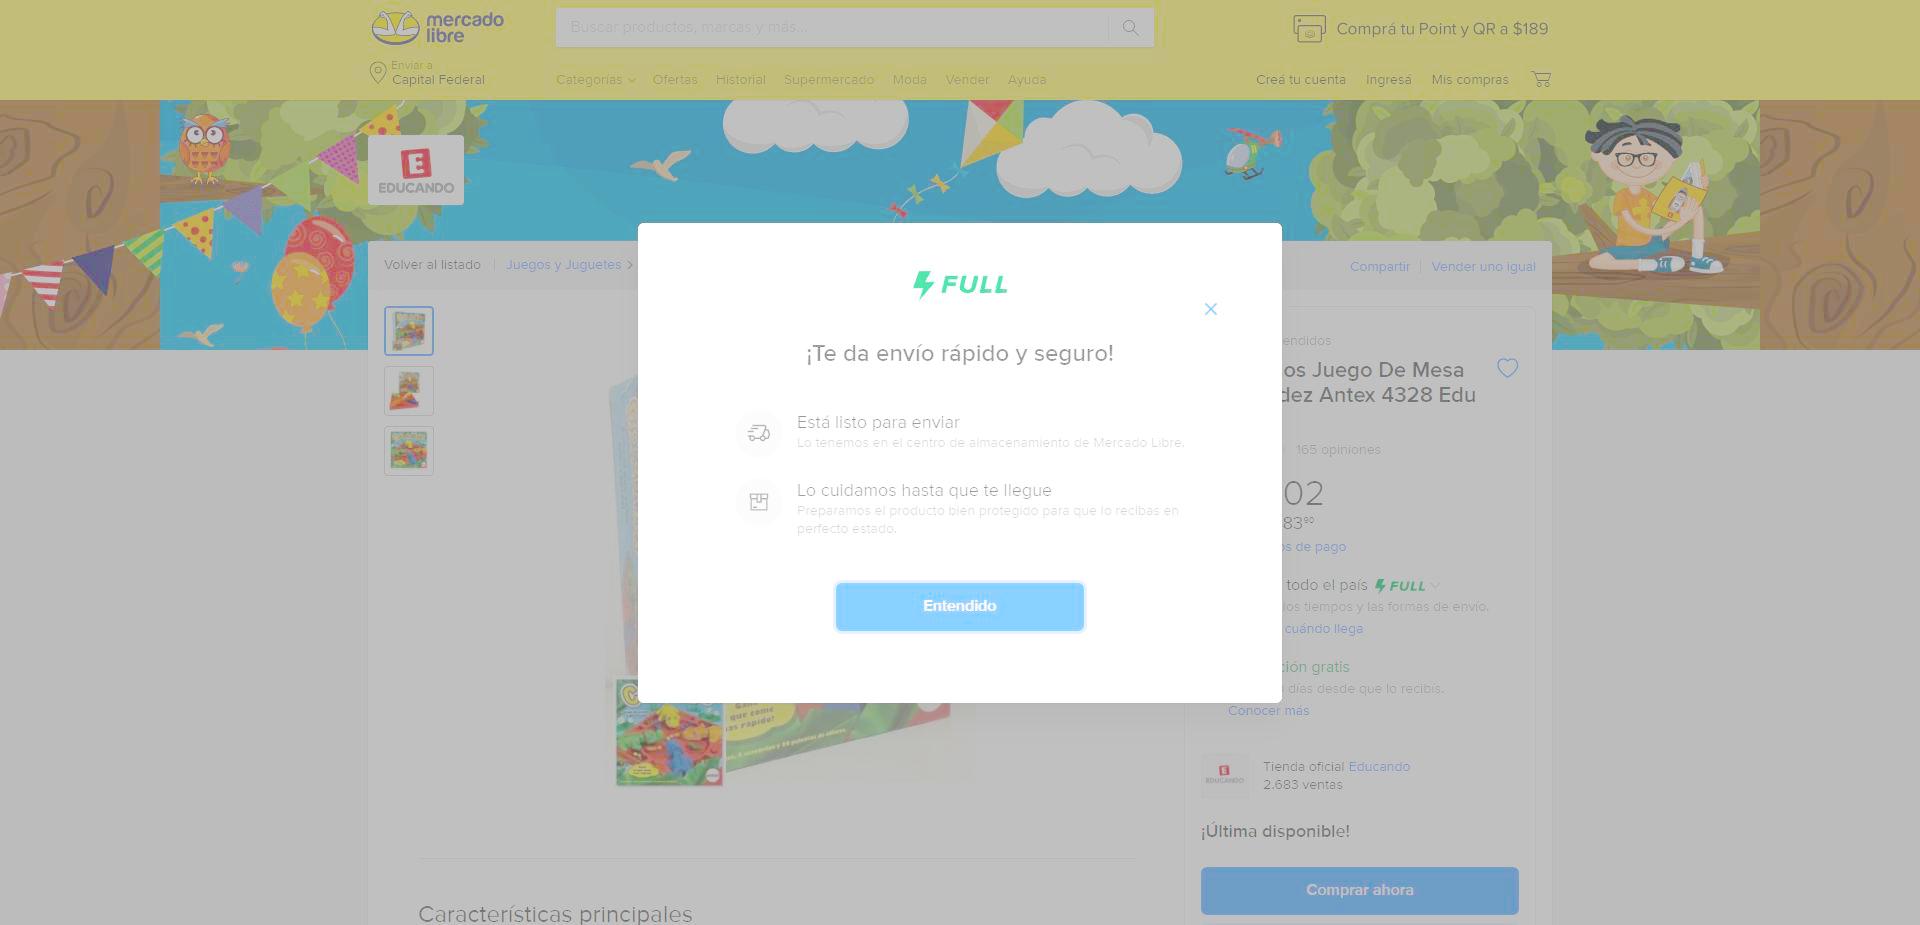 mercado
libre
Buscar productos, marcas y más...
Comprá tu Point y QR a $189
Enviar a
Capital Federal
Categorías
Ofertas
Historial
Supermercado
Moda
Vender
Ayuda
Creá tu cuenta
Ingresá
Mis compras
E
EDUCANDO
Volver al listado
Juegos y Juguetes
Compartir
Vender uno igual
FULL
¡Te da envío rápido y seguro!
Está listo para enviar
Lo tenemos en el centro de almacenamiento de Mercado Libre.
Lo cuidamos hasta que te llegue
Preparamos el producto bien protegido para que lo recibas en
perfecto estado.
Entendido
endidos
os Juego De Mesa
dez Antex 4328 Edu
165 opiniones
02
83⁹⁰
os de pago
todo el país FULL
los tiempos y las formas de envío.
cuándo llega
ción gratis
días desde que lo recibís.
Conocer más
E
EDUCANDO
Tienda oficial Educando
2.683 ventas
¡Última disponible!
Comprar ahora
que come
rápido!
Características principales